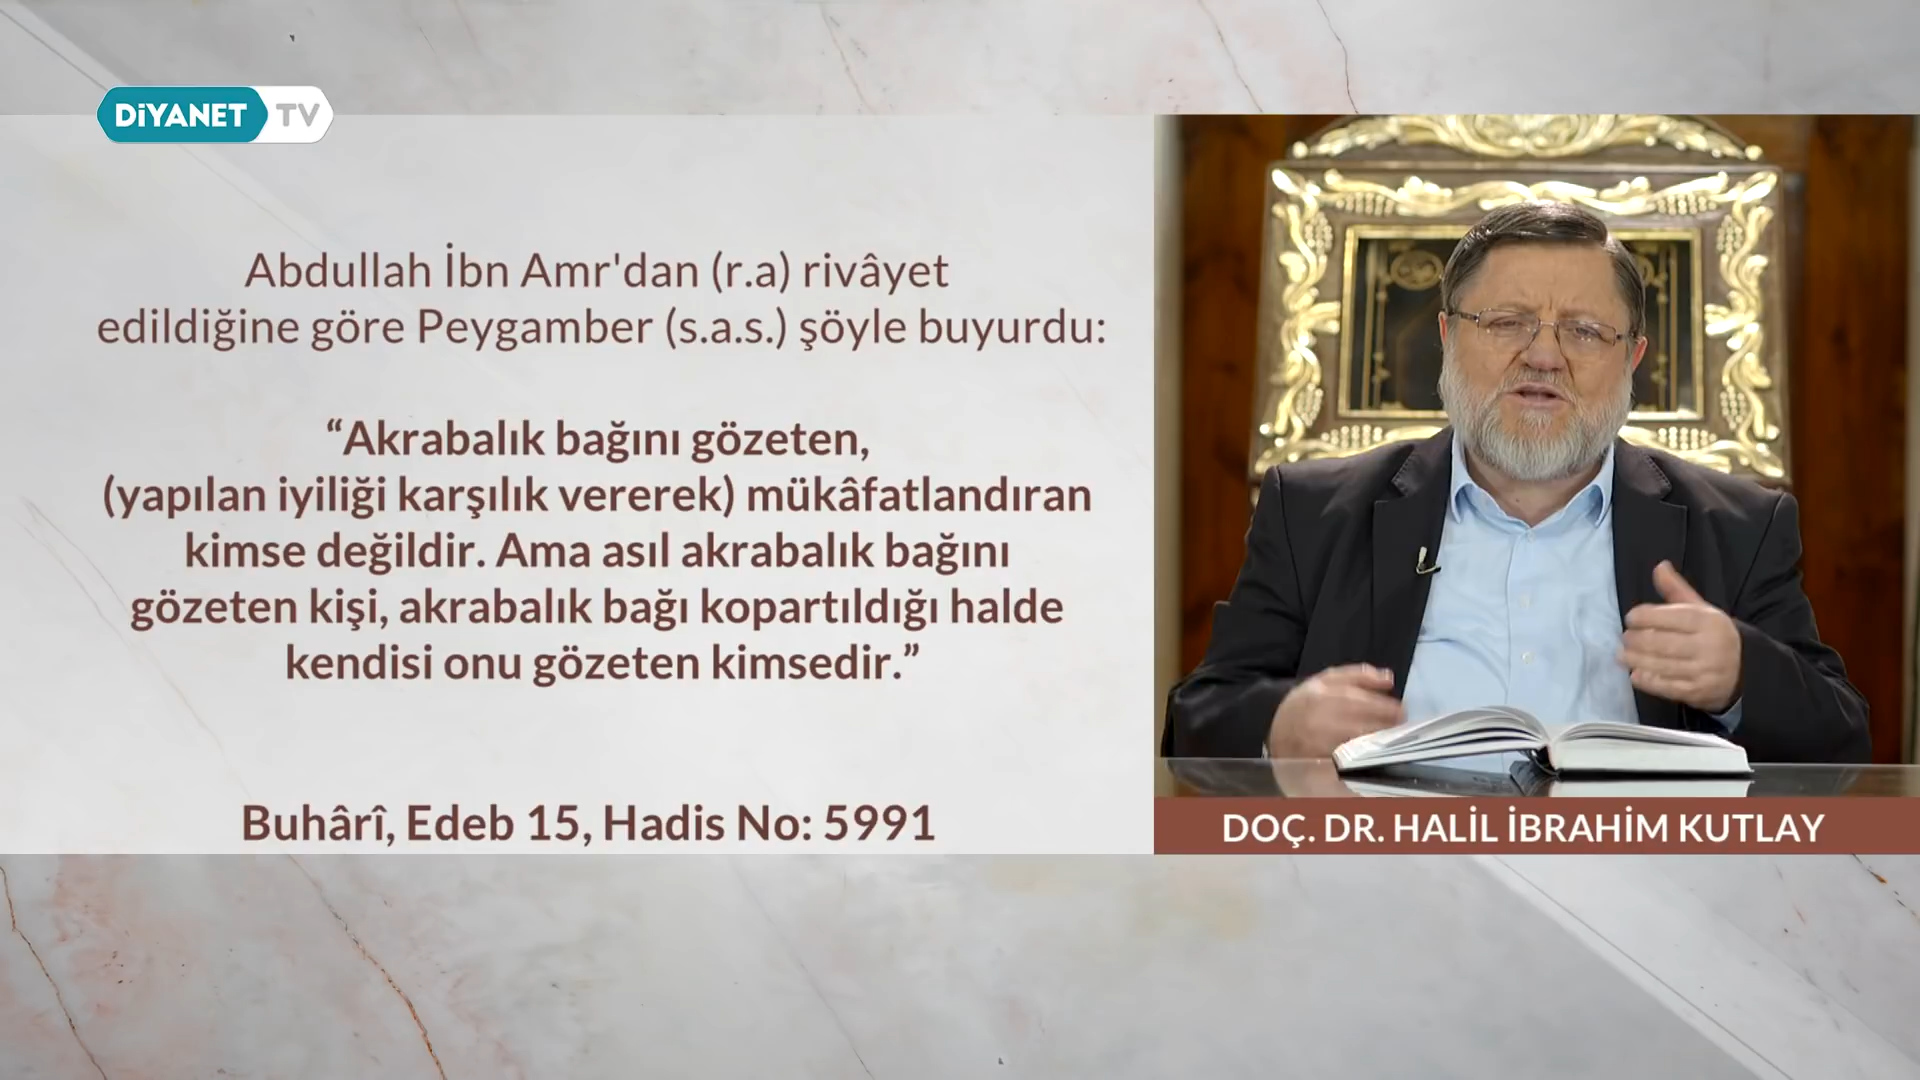 DiYANET TV
Abdullah İbn Amr'dan (r.a) rivâyet
edildiğine göre Peygamber (s.a.s.) şöyle buyurdu:
“Akrabalık bağını gözeten,
(yapılan iyiliği karşılık vererek) mükâfatlandıran
kimse değildir. Ama asıl akrabalık bağını
gözeten kişi, akrabalık bağı kopartıldığı halde
kendisi onu gözeten kimsedir.”
Buhârî, Edeb 15, Hadis No: 5991
DOÇ. DR. HALİL İBRAHİM KUTLAY